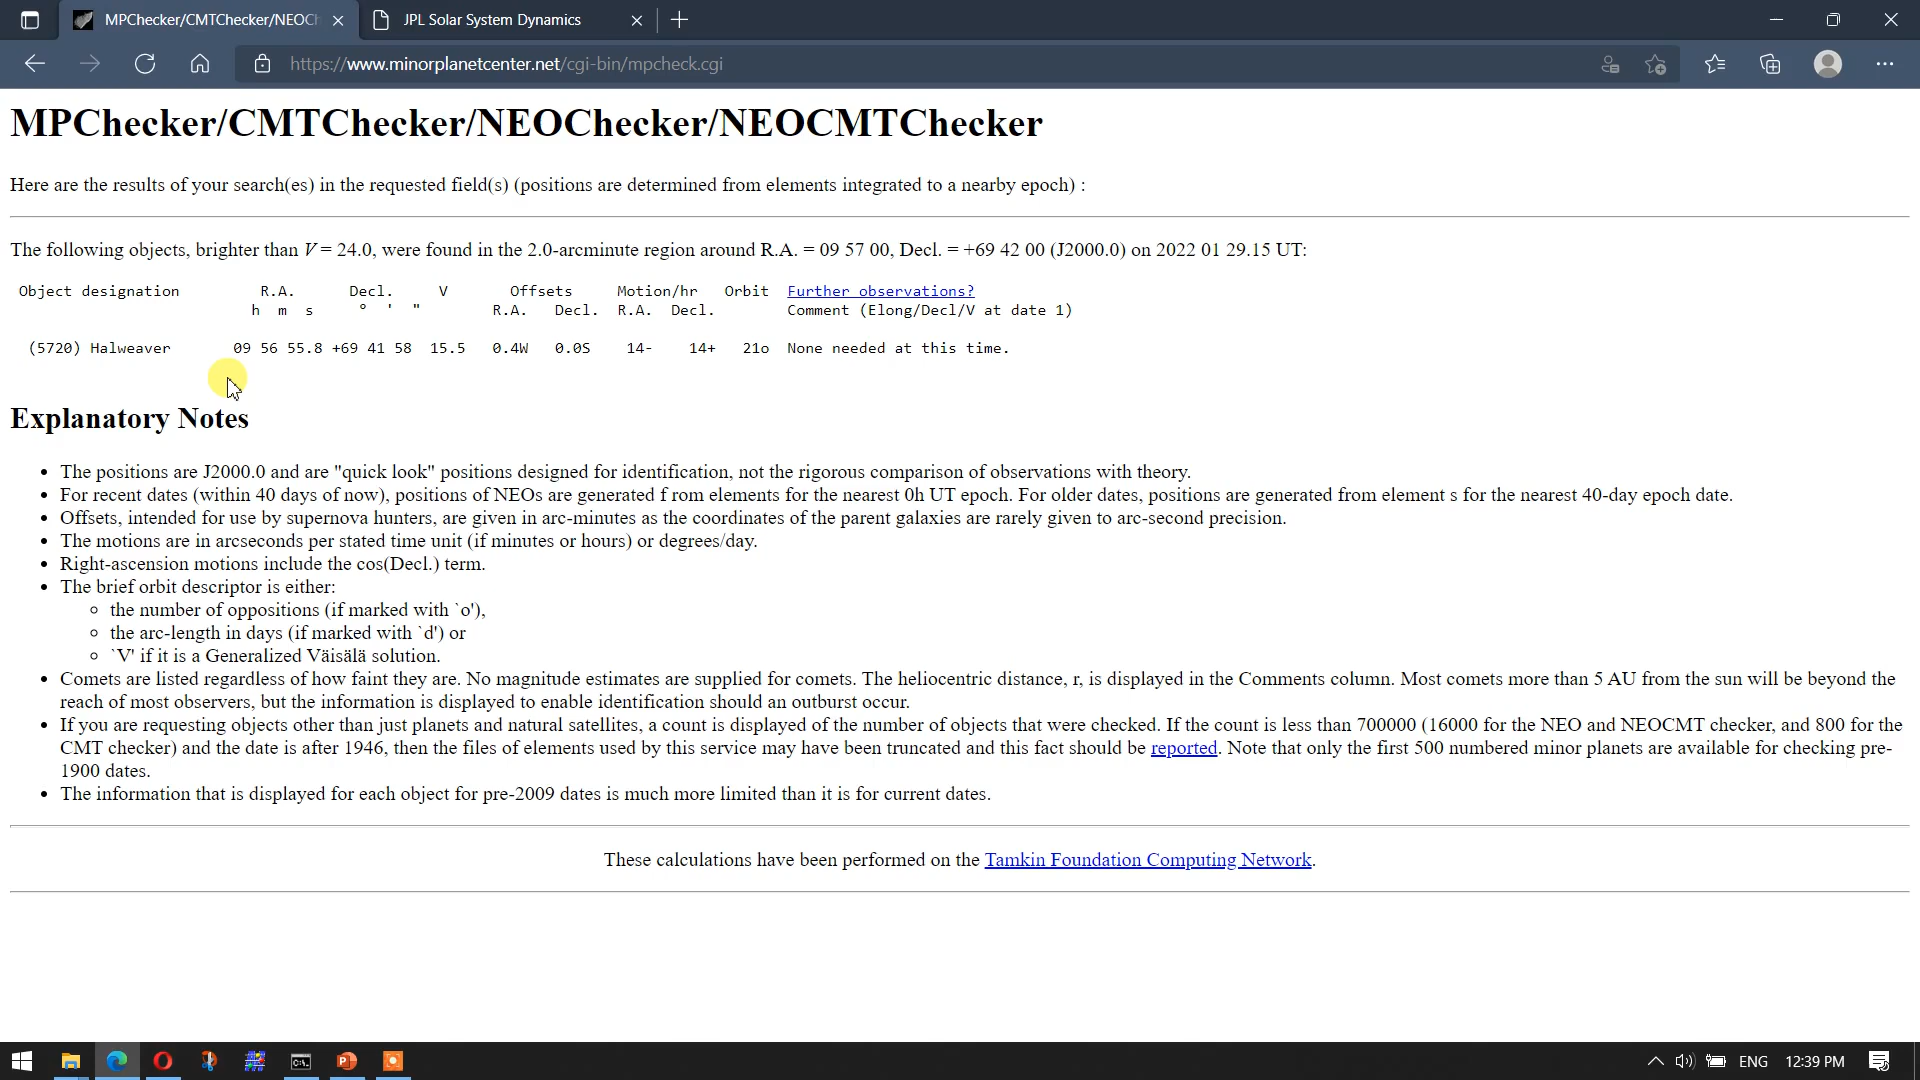 MPChecker/CMTChecker/NEOCh
JPL Solar System Dynamics
https://www.minorplanetcenter.net/cgi-bin/mpcheck.cgi
MPChecker/CMTChecker/NEOChecker/NEOCMTChecker
Here are the results of your search(es) in the requested field(s) (positions are determined from elements integrated to a nearby epoch) :
The following objects, brighter than V = 24.0, were found in the 2.0-arcminute region around R.A. = 09 57 00, Decl. = +69 42 00 (J2000.0) on 2022 01 29.15 UT:
Object designation R.A. Decl. V Offsets Motion/hr Orbit Further observations?
h m s ° ' " R.A. Decl. R.A. Decl. Comment (Elong/Decl/V at date 1)
(5720) Halweaver 09 56 55.8 +69 41 58 15.5 0.4W 0.0S 14- 14+ 21o None needed at this time.
Explanatory Notes
• The positions are J2000.0 and are "quick look" positions designed for identification, not the rigorous comparison of observations with theory.
• For recent dates (within 40 days of now), positions of NEOs are generated f rom elements for the nearest 0h UT epoch. For older dates, positions are generated from element s for the nearest 40-day epoch date.
• Offsets, intended for use by supernova hunters, are given in arc-minutes as the coordinates of the parent galaxies are rarely given to arc-second precision.
• The motions are in arcseconds per stated time unit (if minutes or hours) or degrees/day.
• Right-ascension motions include the cos(Decl.) term.
• The brief orbit descriptor is either:
◦ the number of oppositions (if marked with `o'),
◦ the arc-length in days (if marked with `d') or
◦ `V' if it is a Generalized Väisälä solution.
• Comets are listed regardless of how faint they are. No magnitude estimates are supplied for comets. The heliocentric distance, r, is displayed in the Comments column. Most comets more than 5 AU from the sun will be beyond the
reach of most observers, but the information is displayed to enable identification should an outburst occur.
• If you are requesting objects other than just planets and natural satellites, a count is displayed of the number of objects that were checked. If the count is less than 700000 (16000 for the NEO and NEOCMT checker, and 800 for the
CMT checker) and the date is after 1946, then the files of elements used by this service may have been truncated and this fact should be reported. Note that only the first 500 numbered minor planets are available for checking pre-
1900 dates.
• The information that is displayed for each object for pre-2009 dates is much more limited than it is for current dates.
These calculations have been performed on the Tamkin Foundation Computing Network.
ENG 12:39 PM